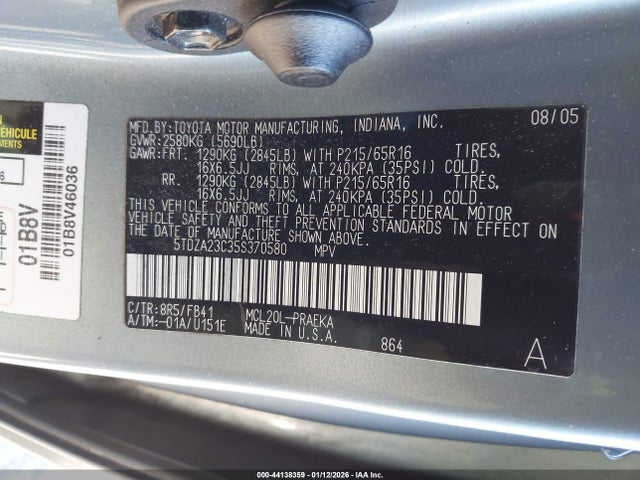 MFD.BY:TOYOTA MOTOR MANUFACTURING, INDIANA, INC. 08/05
GVWR:2580KG (5690LB)
GAWR:FRT. 1290KG (2845LB) WITH P215/65R16 TIRES,
16X6.5JJ RIMS, AT 240KPA (35PSI) COLD.
RR. 1290KG (2845LB) WITH P215/65R16 TIRES,
16X6.5JJ RIMS, AT 240KPA (35PSI) COLD.
THIS VEHICLE CONFORMS TO ALL APPLICABLE FEDERAL MOTOR
VEHICLE SAFETY AND THEFT PREVENTION STANDARDS IN EFFECT ON
THE DATE OF MANUFACTURE SHOWN ABOVE.
5TDZA23C35S370580 MPV
C/TR:8R5/FB41 MCL20L-PRAEKA
A/TM:-01A/U151E MADE IN U.S.A. 864 A
VÉHICULE
01B8V
01B8V46036
000-44138359 - 01/12/2026 - IAA Inc.